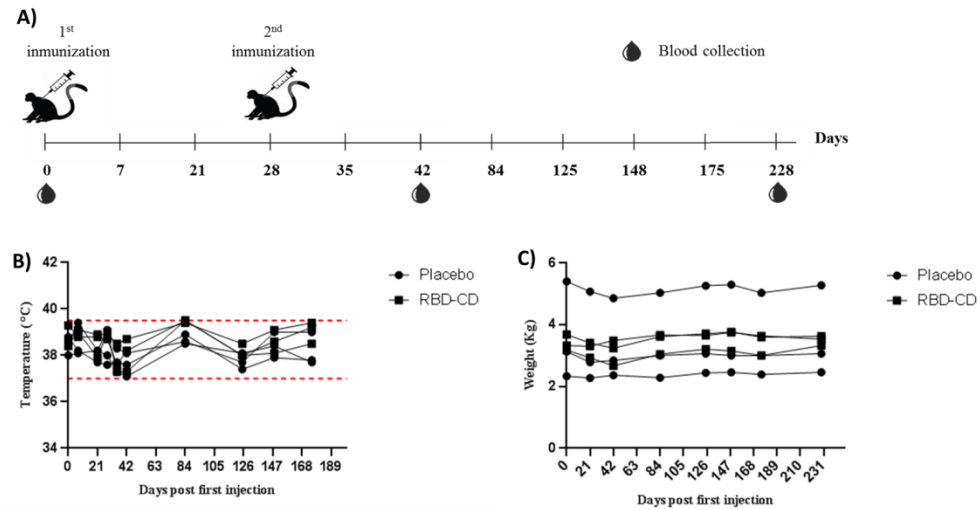 A)
1st
inmunization
2nd
inmunization
Blood collection
Days
0 7 21 28 35 42 84 125 148 175 228
B)
Placebo
RBD-CD
Temperature (°C)
42
40
38
36
34
0 21 42 63 84 105 126 147 168 189
Days post first injection
C)
Placebo
RBD-CD
Weight (Kg)
6
4
2
0
0 21 42 63 84 105 126 147 168 189 210 231
Days post first injection